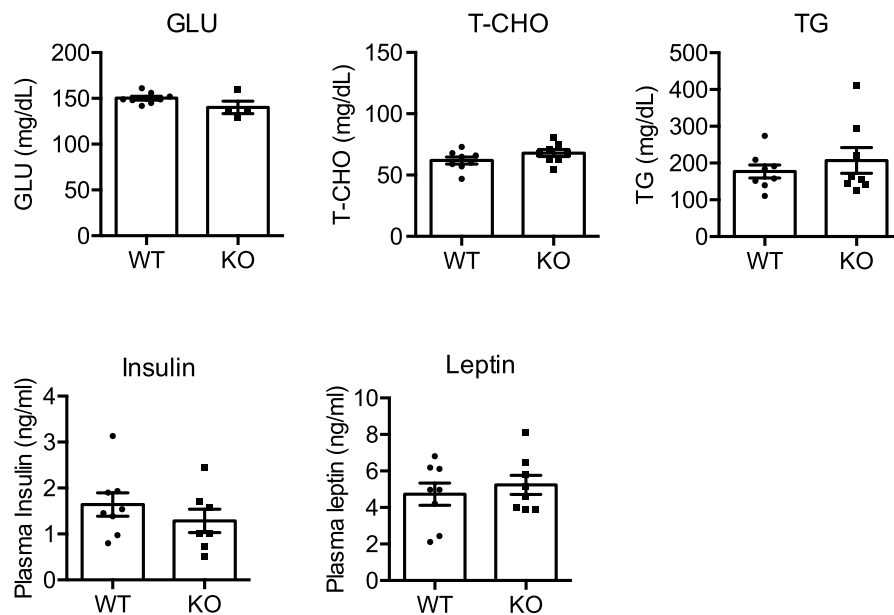 GLU
GLU (mg/dL)
200
150
100
50
0
WT KO
T-CHO
T-CHO (mg/dL)
150
100
50
0
WT KO
TG
TG (mg/dL)
500
400
300
200
100
0
WT KO
Insulin
Plasma Insulin (ng/ml)
4
3
2
1
0
WT KO
Leptin
Plasma leptin (ng/ml)
10
8
6
4
2
0
WT KO